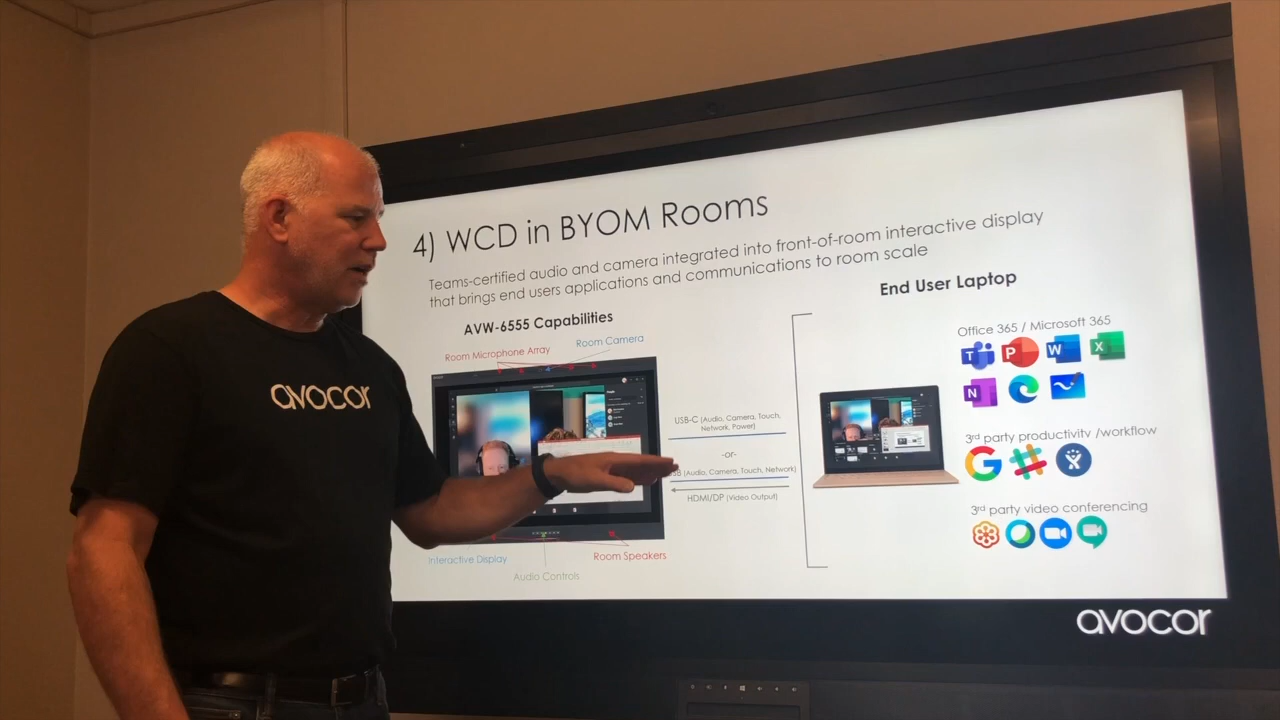 4) WCD in BYOM Rooms
Teams-certified audio and camera integrated into front-of-room interactive display
that brings end users applications and communications to room scale
AVW-6555 Capabilities
End User Laptop
Room Microphone Array
Room Camera
USB-C (Audio, Camera, Touch,
Network, Power)
-or-
(Audio, Camera, Touch, Network)
HDMI/DP (Video Output)
Interactive Display
Audio Controls
Room Speakers
Office 365 / Microsoft 365
T P W X
N
3rd party productivity /workflow
3rd party video conferencing
avocor
avocor